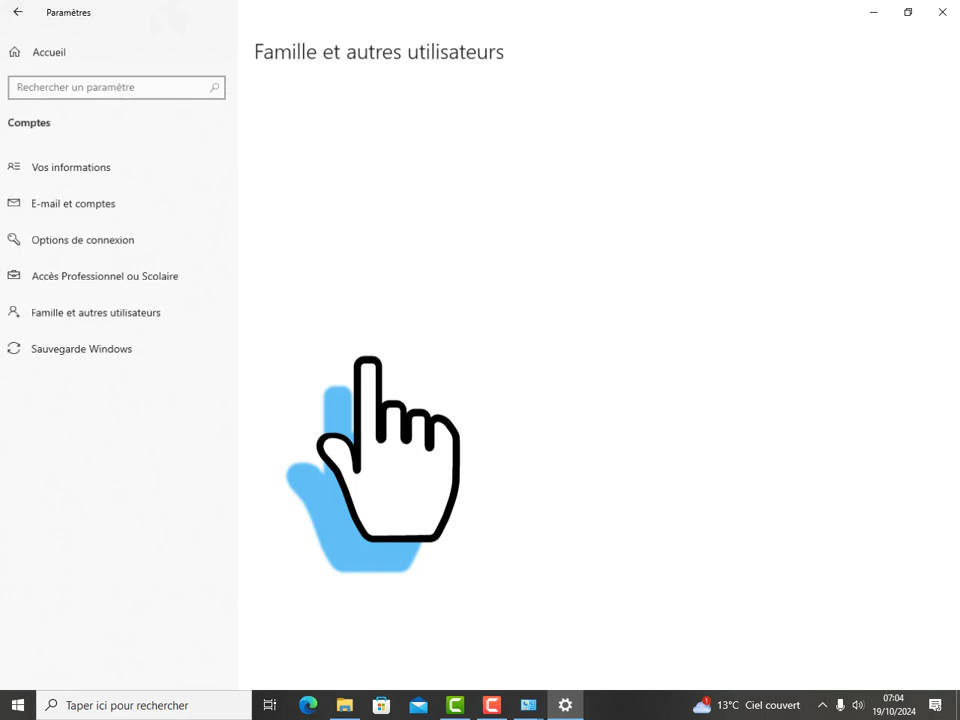 Paramètres
Accueil
Rechercher un paramètre
Comptes
Vos informations
E-mail et comptes
Options de connexion
Accès Professionnel ou Scolaire
Famille et autres utilisateurs
Sauvegarde Windows
Famille et autres utilisateurs
Taper ici pour rechercher
1
13°C Ciel couvert
07:04
19/10/2024